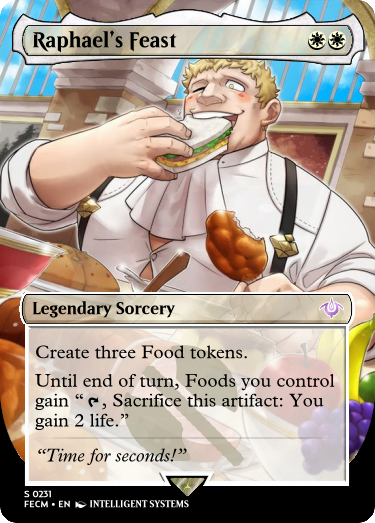 Raphael's Feast
Legendary Sorcery
Create three Food tokens.
Until end of turn, Foods you control
gain “ , Sacrifice this artifact: You
gain 2 life.”
“Time for seconds!”
S 0231
FECM • EN INTELLIGENT SYSTEMS